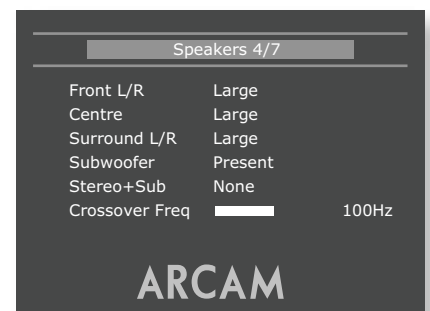 Speakers 4/7
Front L/R Large
Centre Large
Surround L/R Large
Subwoofer Present
Stereo+Sub None
Crossover Freq 100Hz
ARCAM